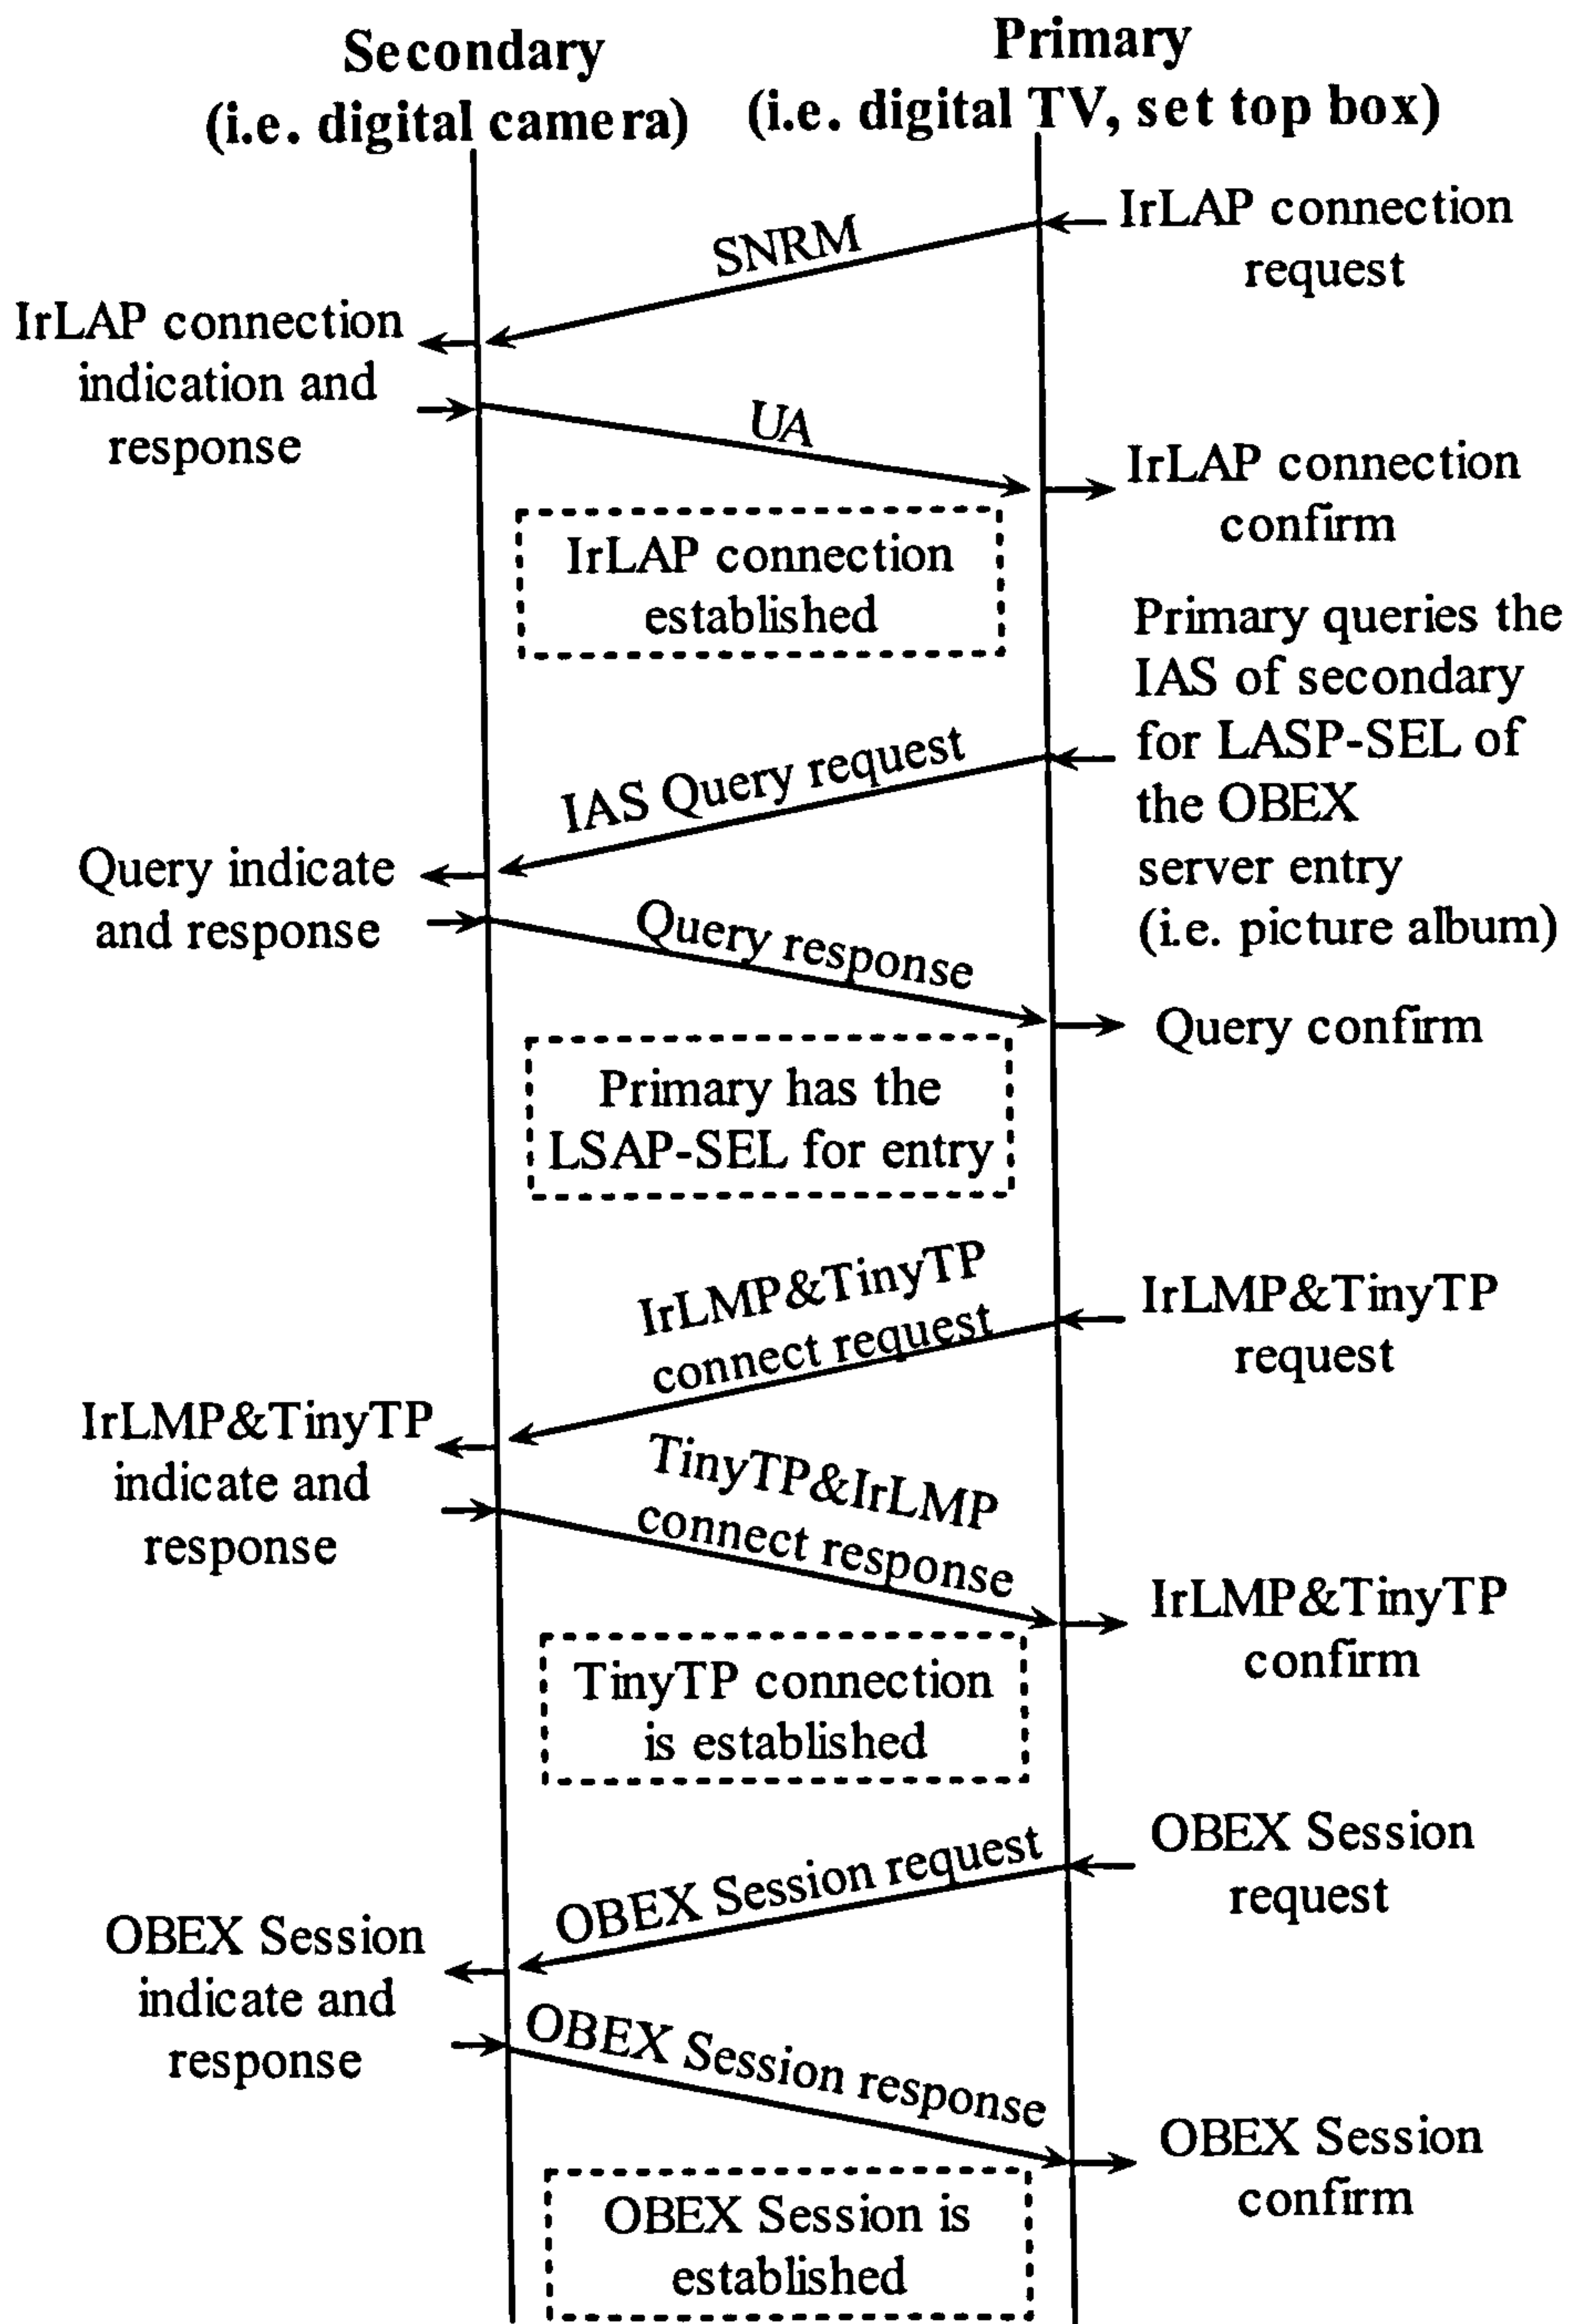 Secondary
(i.e. digital camera)
Primary
(i.e. digital TV, set top box)
IrLAP connection
request
SNRM
IrLAP connection
indication and
response
UA
IrLAP connection
confirm
IrLAP connection
established
Primary queries the
IAS of secondary
for LASP-SEL of
the OBEX
server entry
(i.e. picture album)
IAS Query request
Query indicate
and response
Query response
Query confirm
Primary has the
LSAP-SEL for entry
IrLMP&TinyTP
connect request
IrLMP&TinyTP
request
IrLMP&TinyTP
indicate and
response
TinyTP&IrLMP
connect response
IrLMP&TinyTP
confirm
TinyTP connection
is established
OBEX Session request
OBEX Session
request
OBEX Session
indicate and
response
OBEX Session response
OBEX Session
confirm
OBEX Session is
established